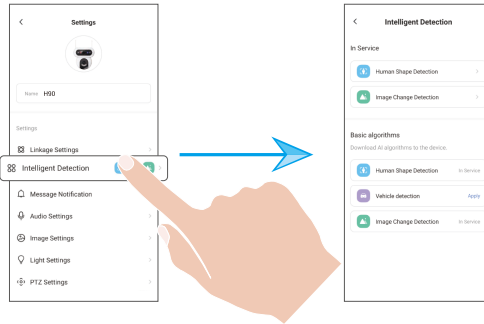 Settings
Name H90
Settings
Linkage Settings
Intelligent Detection
Message Notification
Audio Settings
Image Settings
Light Settings
PTZ Settings
Intelligent Detection
In Service
Human Shape Detection
Image Change Detection
Basic algorithms
Download AI algorithms to the device.
Human Shape Detection In Service
Vehicle detection Apply
Image Change Detection In Service